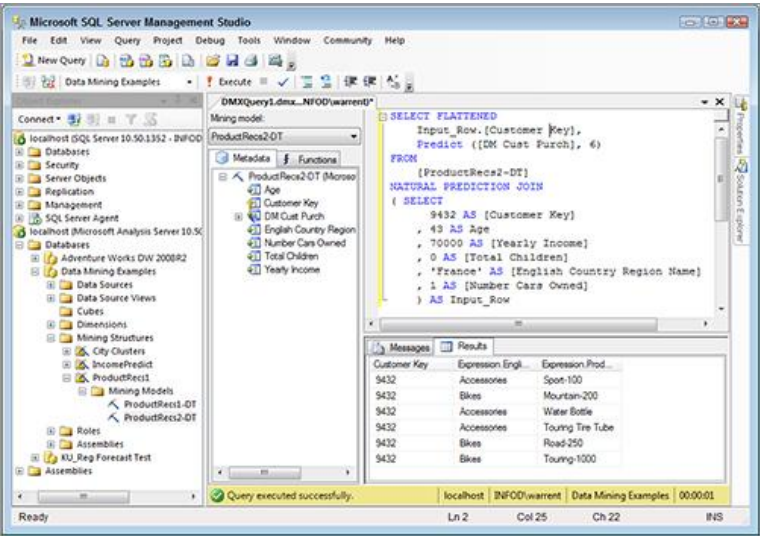 Microsoft SQL Server Management Studio
File Edit View Query Project Debug Tools Window Community Help
New Query
Data Mining Examples Execute
DMXQuery1.dmx...NFOD\warrent)*
Connect
localhost (SQL Server 10.50.1352 - INFOD
Databases
Security
Server Objects
Replication
Management
SQL Server Agent
localhost (Microsoft Analysis Server 10.50
Databases
Adventure Works DW 2008R2
Data Mining Examples
Data Sources
Data Source Views
Cubes
Dimensions
Mining Structures
City Clusters
IncomePredict
ProductRecs1
Mining Models
ProductRecs1-DT
ProductRecs2-DT
Roles
Assemblies
KU_Reg Forecast Test
Assemblies
Mining model:
ProductRecs2-DT
Metadata Functions
ProductRecs2-DT (Microso
Age
Customer Key
DM Cust Purch
English Country Region
Number Cars Owned
Total Children
Yearly Income
SELECT FLATTENED
Input_Row.[Customer Key],
Predict ([DM Cust Purch], 6)
FROM
[ProductRecs2-DT]
NATURAL PREDICTION JOIN
( SELECT
9432 AS [Customer Key]
, 43 AS Age
, 70000 AS [Yearly Income]
, 0 AS [Total Children]
, 'France' AS [English Country Region Name]
, 1 AS [Number Cars Owned]
) AS Input_Row
Messages Results
Customer Key Expression.Engli... Expression.Prod...
9432 Accessories Sport-100
9432 Bikes Mountain-200
9432 Accessories Water Bottle
9432 Accessories Touring Tire Tube
9432 Bikes Road-250
9432 Bikes Touring-1000
Query executed successfully. localhost INFOD\warrent Data Mining Examples 00:00:01
Properties
Solution Explorer
Ready Ln 2 Col 25 Ch 22 INS